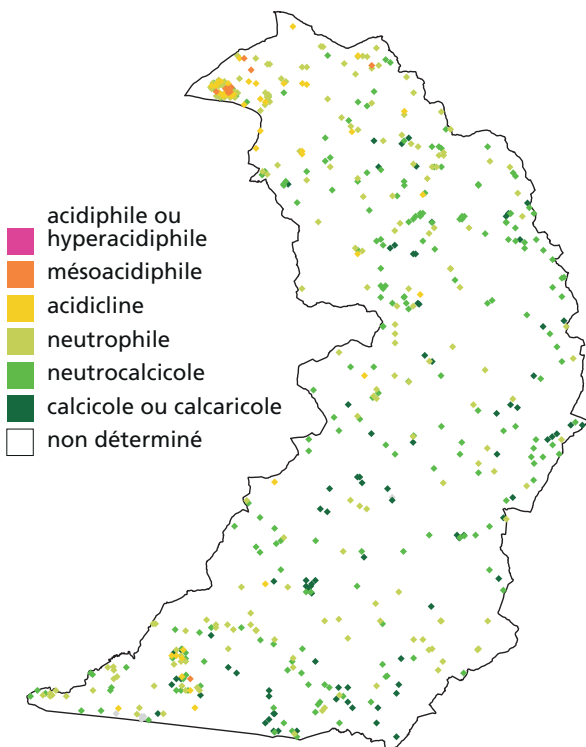 acidiphile ou
hyperacidiphile
mésoacidiphile
acidicline
neutrophile
neutrocalcicole
calcicole ou calcaricole
non déterminé